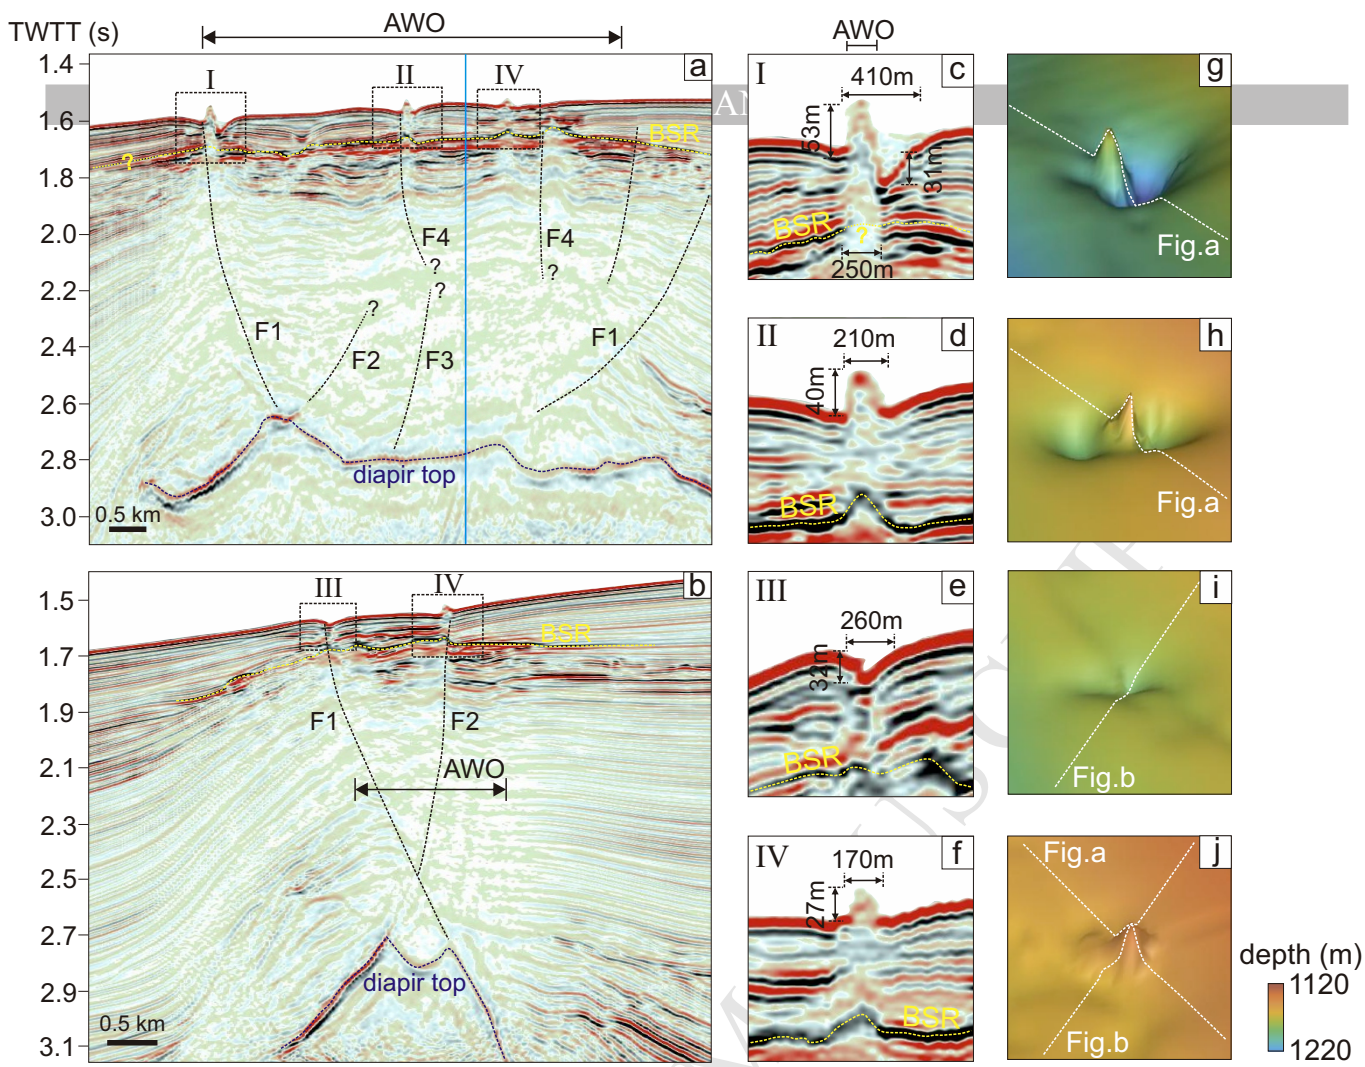 TWTT (s)
AWO
1.4
1.6
1.8
2.0
2.2
2.4
2.6
2.8
3.0
I
II
IV
a
BSR
?
F1
F2
?
F3
?
F4
?
F4
?
F1
diapir top
0.5 km
AN
I
AWO
c
410m
53m
31m
BSR
?
250m
g
Fig.a
II
d
210m
40m
BSR
h
Fig.a
1.5
1.7
1.9
2.1
2.3
2.5
2.7
2.9
3.1
III
IV
b
BSR
F1
F2
AWO
diapir top
0.5 km
III
e
260m
BSR
i
Fig.b
IV
f
170m
27m
BSR
j
Fig.a
Fig.b
depth (m)
1120
1220